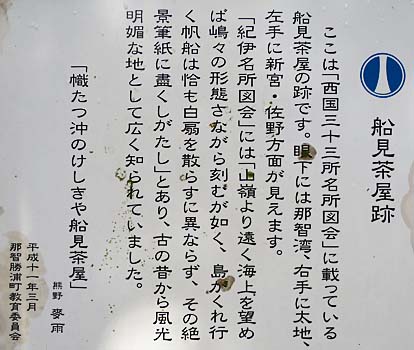 船見茶屋跡
ここは「西国三十三所名所図会」に載っている
船見茶屋の跡です。眼下には那智湾、右手に太地、
左手に新宮・佐野方面が見えます。
「紀伊名所図会」には「山嶺より遠く海上を望め
ば嶋々の形態さながら刻むが如く、島がくれ行
く帆船は恰も白扇を散らすに異ならず、その絶
景筆紙に盡くしがたし」とあり、古の昔から風光
明媚な地として広く知られていました。
「幟たつ沖のけしきや船見茶屋」
熊野 麥雨
平成十一年三月
那智勝浦町教育委員会